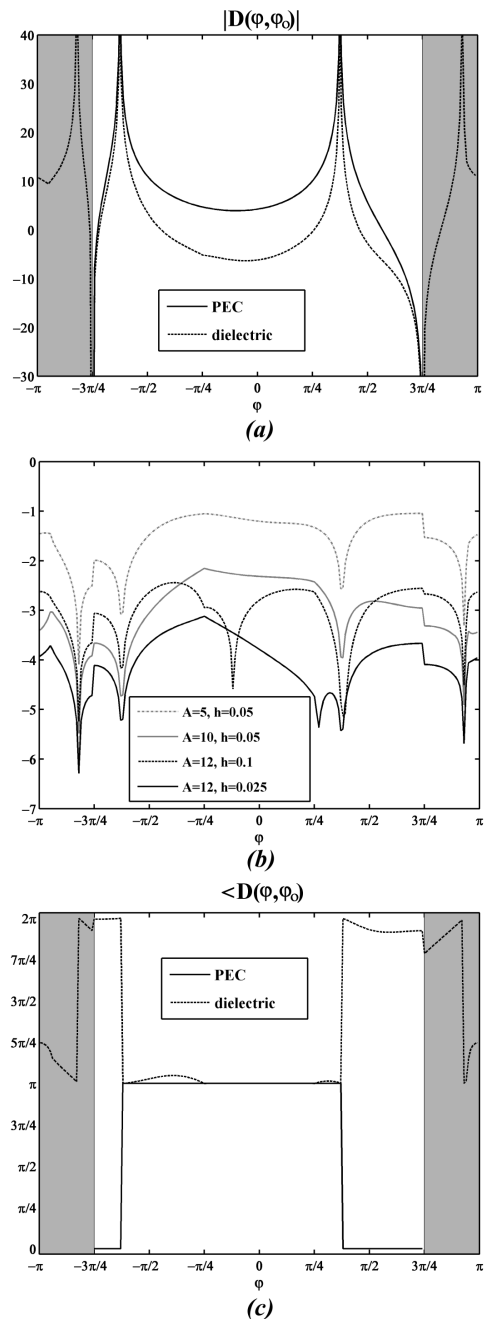 |D(φ,φₒ)|
40
30
20
10
0
−10
−20
−30
PEC
dielectric
−π −3π/4 −π/2 −π/4 0 π/4 π/2 3π/4 π
φ
(a)
0
−1
−2
−3
−4
−5
−6
−7
A=5, h=0.05
A=10, h=0.05
A=12, h=0.1
A=12, h=0.025
−π −3π/4 −π/2 −π/4 0 π/4 π/2 3π/4 π
φ
(b)
<D(φ,φₒ)
2π
7π/4
3π/2
5π/4
π
3π/4
π/2
π/4
0
PEC
dielectric
−π −3π/4 −π/2 −π/4 0 π/4 π/2 3π/4 π
φ
(c)